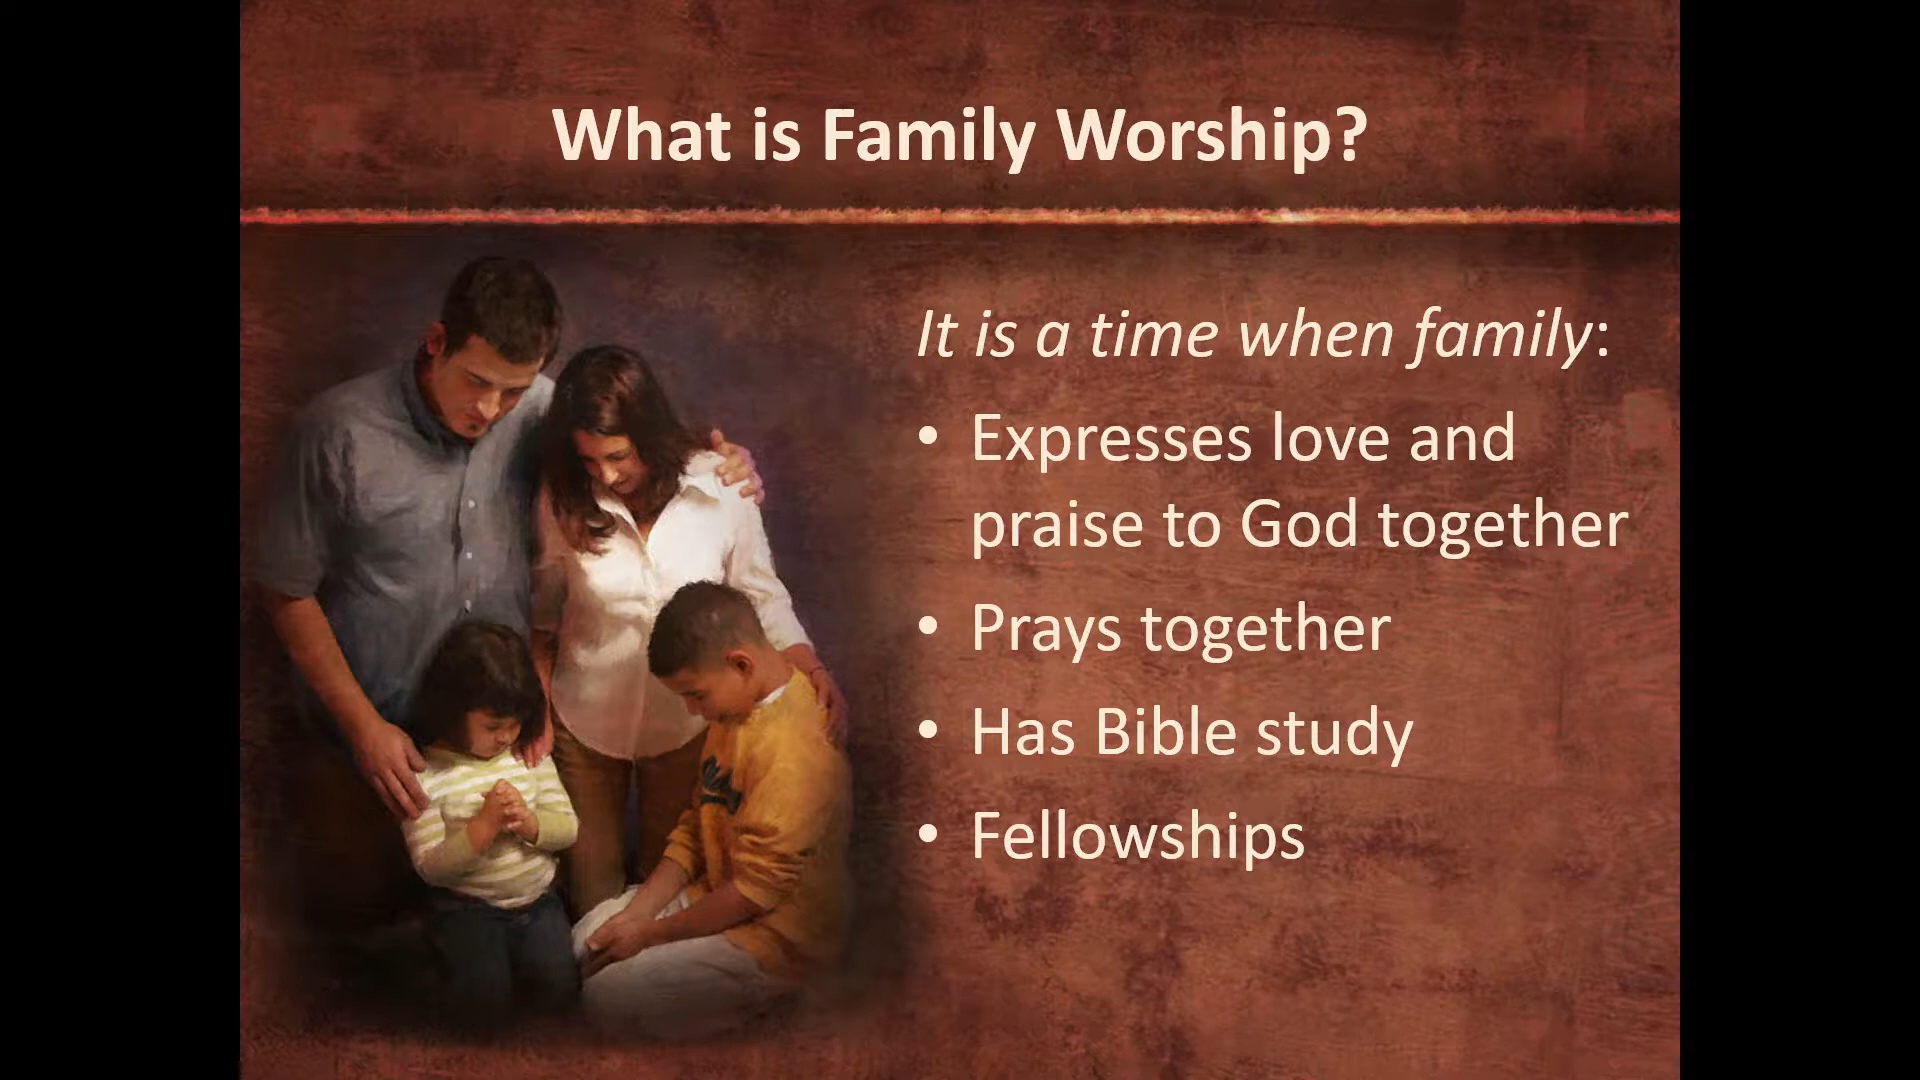 What is Family Worship?
It is a time when family:
• Expresses love and
praise to God together
• Prays together
• Has Bible study
• Fellowships